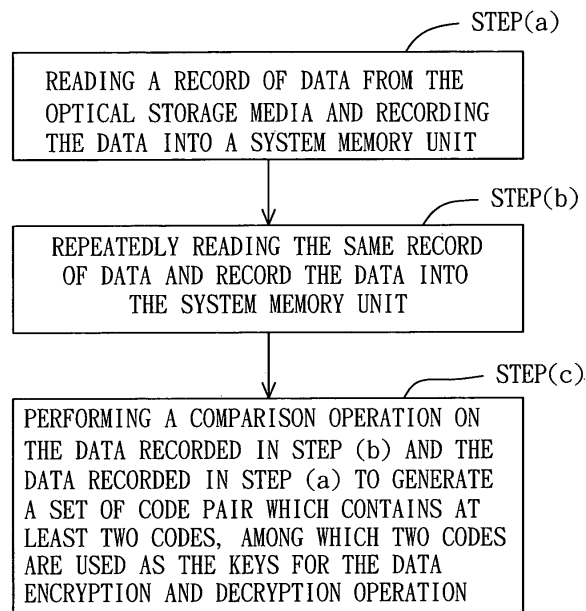 STEP(a)
READING A RECORD OF DATA FROM THE
OPTICAL STORAGE MEDIA AND RECORDING
THE DATA INTO A SYSTEM MEMORY UNIT
STEP(b)
REPEATEDLY READING THE SAME RECORD
OF DATA AND RECORD THE DATA INTO
THE SYSTEM MEMORY UNIT
STEP(c)
PERFORMING A COMPARISON OPERATION ON
THE DATA RECORDED IN STEP (b) AND THE
DATA RECORDED IN STEP (a) TO GENERATE
A SET OF CODE PAIR WHICH CONTAINS AT
LEAST TWO CODES, AMONG WHICH TWO CODES
ARE USED AS THE KEYS FOR THE DATA
ENCRYPTION AND DECRYPTION OPERATION